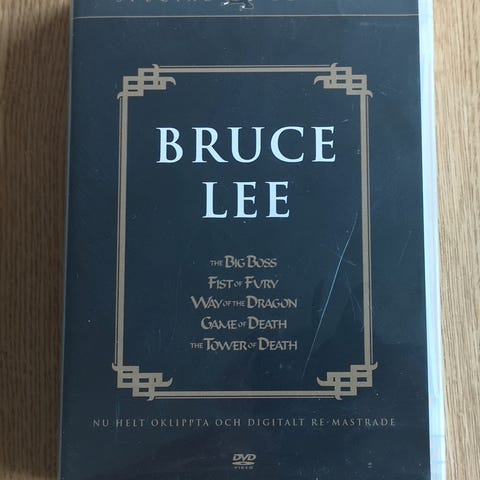 BRUCE
LEE
THE BIG BOSS
FIST OF FURY
WAY OF THE DRAGON
GAME OF DEATH
THE TOWER OF DEATH
NU HELT OKLIPPTA OCH DIGITALT RE-MASTRADE
DVD
VIDEO